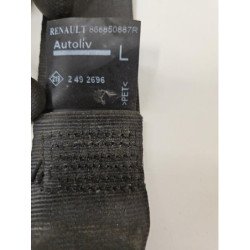 RENAULT 868850887R
Autoliv
L
2 49 2696
>PET<